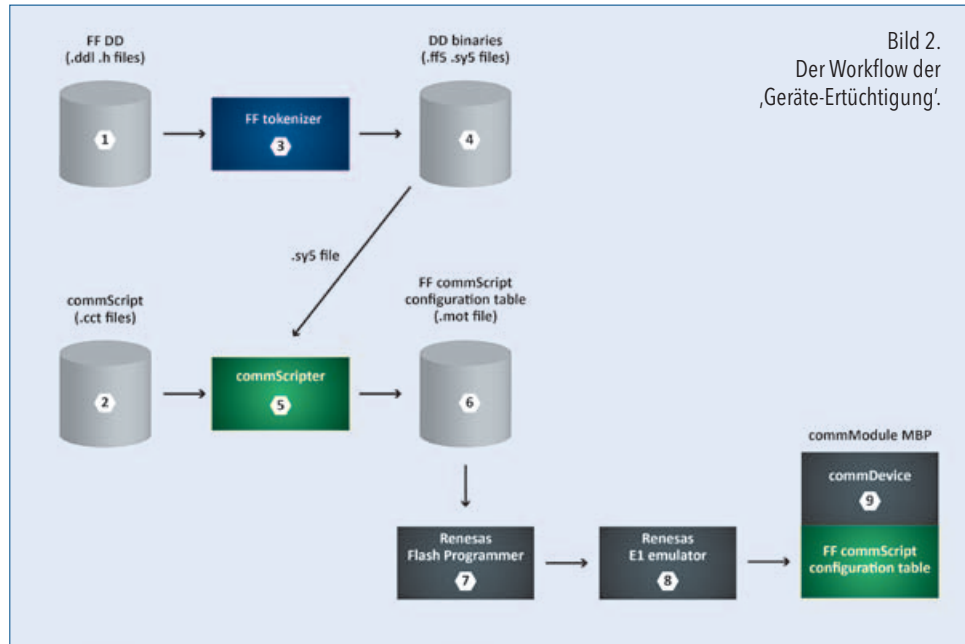 FF DD
(.ddl .h files)
DD binaries
(.ff5 .sy5 files)
Bild 2.
Der Workflow der
‚Geräte-Ertüchtigung‘.
1
FF tokenizer
3
4
.sy5 file
commScript
(.cct files)
FF commScript
configuration table
(.mot file)
2
commScripter
5
6
commModule MBP
commDevice
9
Renesas
Flash Programmer
7
Renesas
E1 emulator
8
FF commScript
configuration table